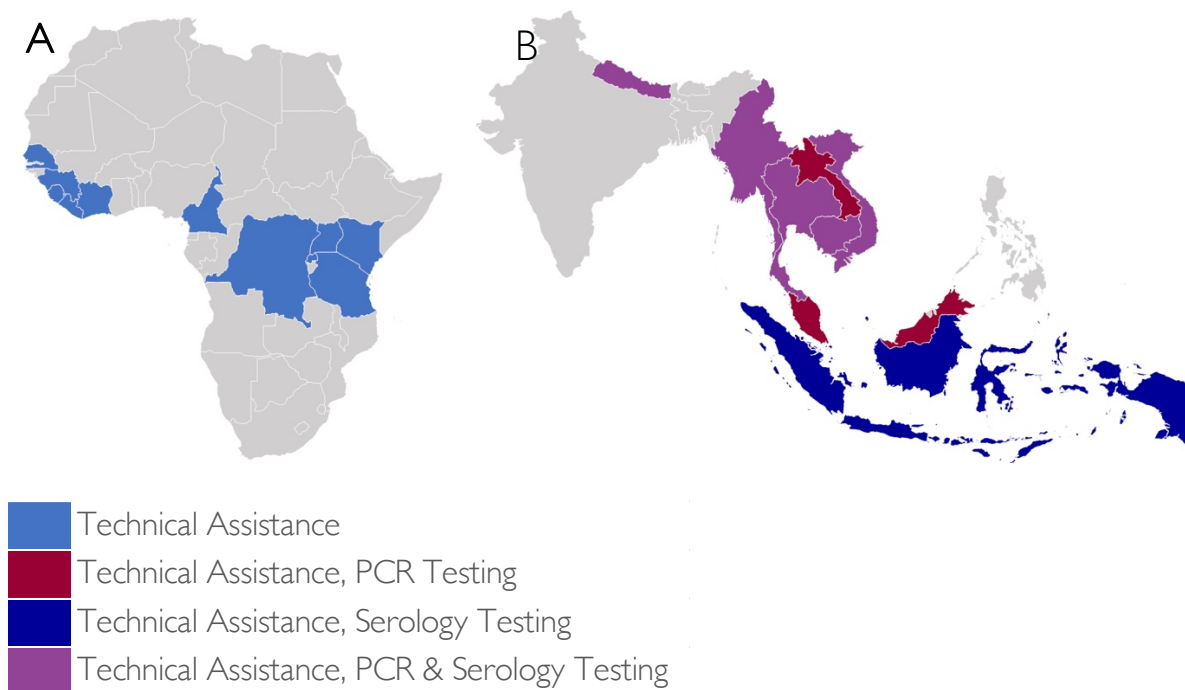 A
B
Technical Assistance
Technical Assistance, PCR Testing
Technical Assistance, Serology Testing
Technical Assistance, PCR & Serology Testing